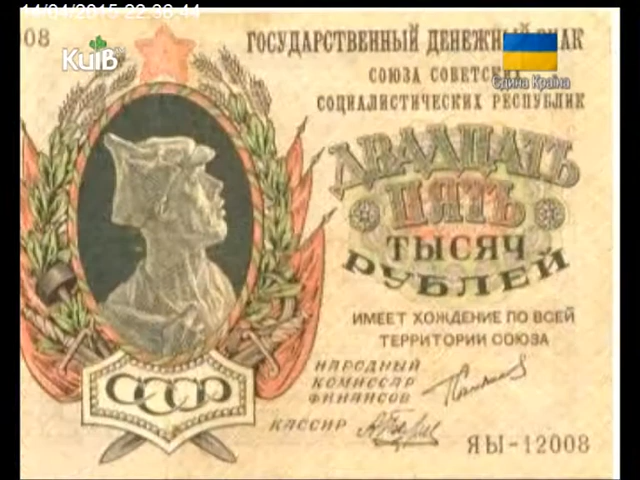 14/04/2015 22:36:44
08
Київ
ГОСУДАРСТВЕННЫЙ ДЕНЕЖНЫЙ ЗНАК
Єдина Країна
СОЮЗА СОВЕТСКИХ
СОЦИАЛИСТИЧЕСКИХ РЕСПУБЛИК
ДВАДЦАТЬ
ПЯТЬ
ТЫСЯЧ
РУБЛЕЙ
ИМЕЕТ ХОЖДЕНИЕ ПО ВСЕЙ
ТЕРРИТОРИИ СОЮЗА
НАРОДНЫЙ
КОМИССАР
ФИНАНСОВ
КАССИР
СССР
ЯЫ-12008